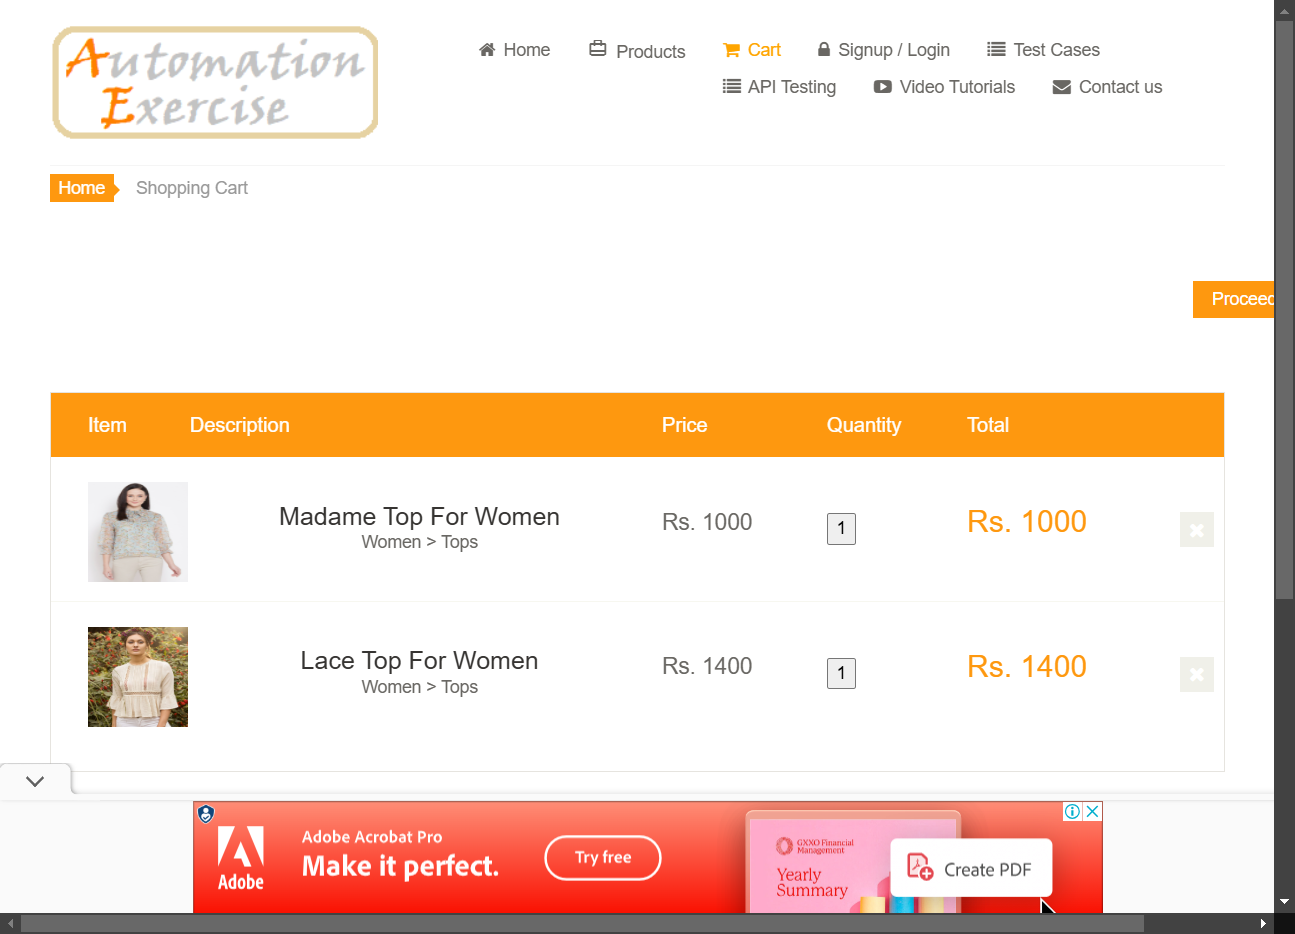 Automation
Exercise
Home
Products
Cart
Signup / Login
Test Cases
API Testing
Video Tutorials
Contact us
Home
Shopping Cart
Proceed
Item Description Price Quantity Total
Madame Top For Women
Women > Tops
Rs. 1000
1
Rs. 1000
Lace Top For Women
Women > Tops
Rs. 1400
1
Rs. 1400
Adobe
Adobe Acrobat Pro
Make it perfect.
Try free
GXXO Financial
Management
Yearly
Summary
Create PDF